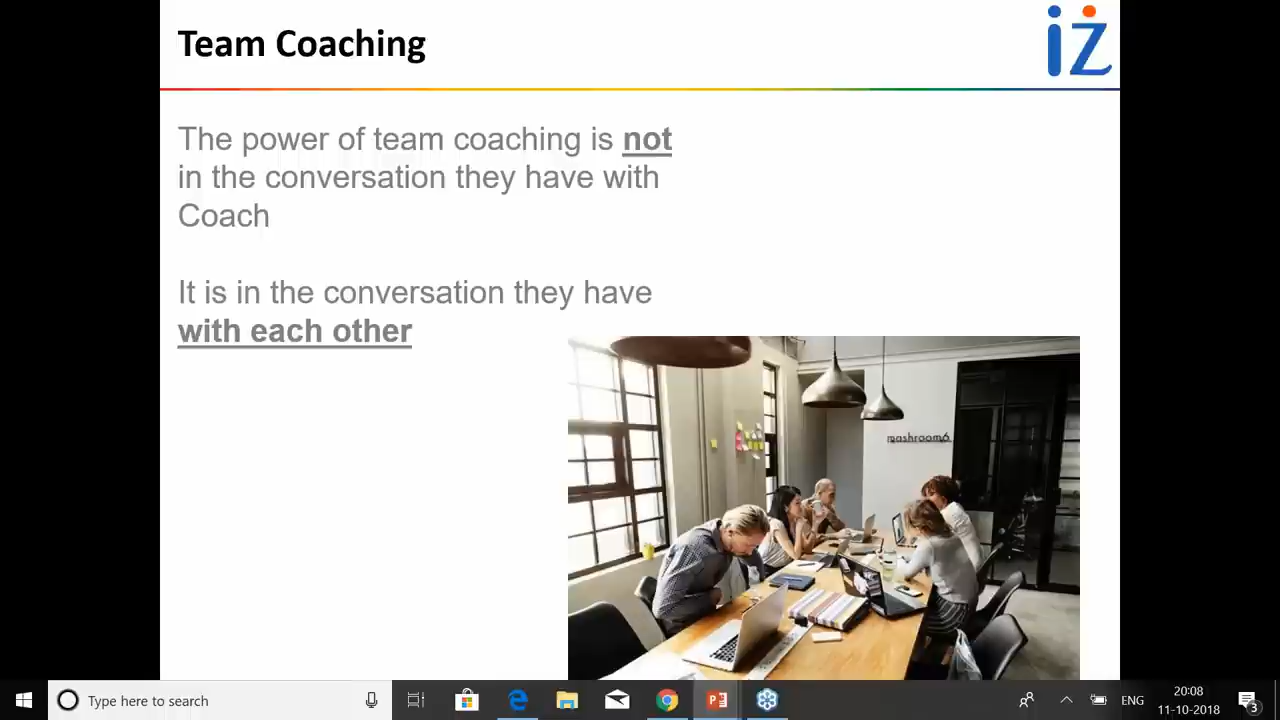 Team Coaching
iz
The power of team coaching is not
in the conversation they have with
Coach
It is in the conversation they have
with each other
mashroom6
Type here to search
ENG
20:08
11-10-2018
3